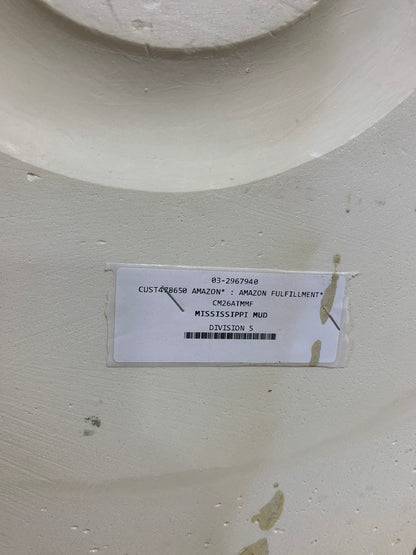 03-2967940
CUST478650 AMAZON* : AMAZON FULFILLMENT*
CM26ATMMF
MISSISSIPPI MUD
DIVISION 5